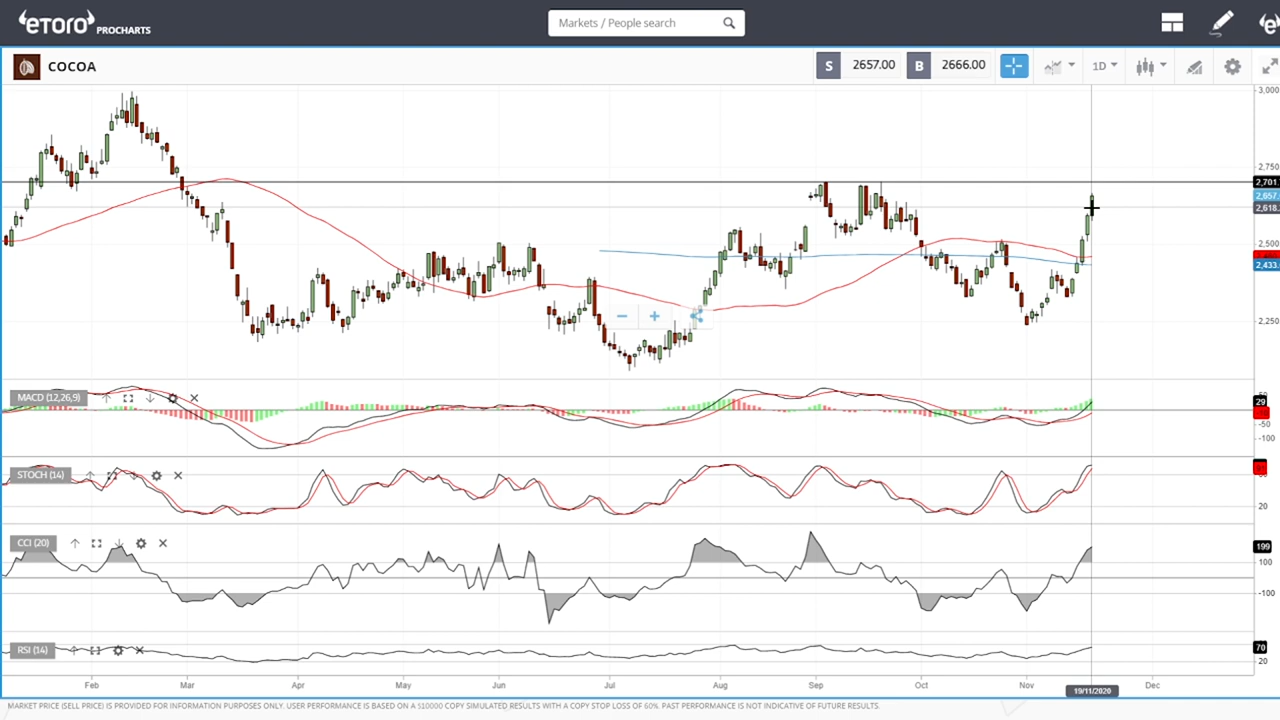 eToro PROCHARTS
Markets / People search
COCOA
S 2657.00 B 2666.00
1D
3,000
2,750
2,701
2,657
2,618
2,500
2,433
2,250
MACD (12,26,9)
29
-50
-100
STOCH (14)
20
CCI (20)
199
100
-100
RSI (14)
70
20
Feb Mar Apr May Jun Jul Aug Sep Oct Nov Dec
19/11/2020
MARKET PRICE (SELL PRICE) IS PROVIDED FOR INFORMATION PURPOSES ONLY. USER PERFORMANCE IS BASED ON A $10000 COPY SIMULATED RESULTS WITH A COPY STOP LOSS OF 60%. PAST PERFORMANCE IS NOT INDICATIVE OF FUTURE RESULTS.